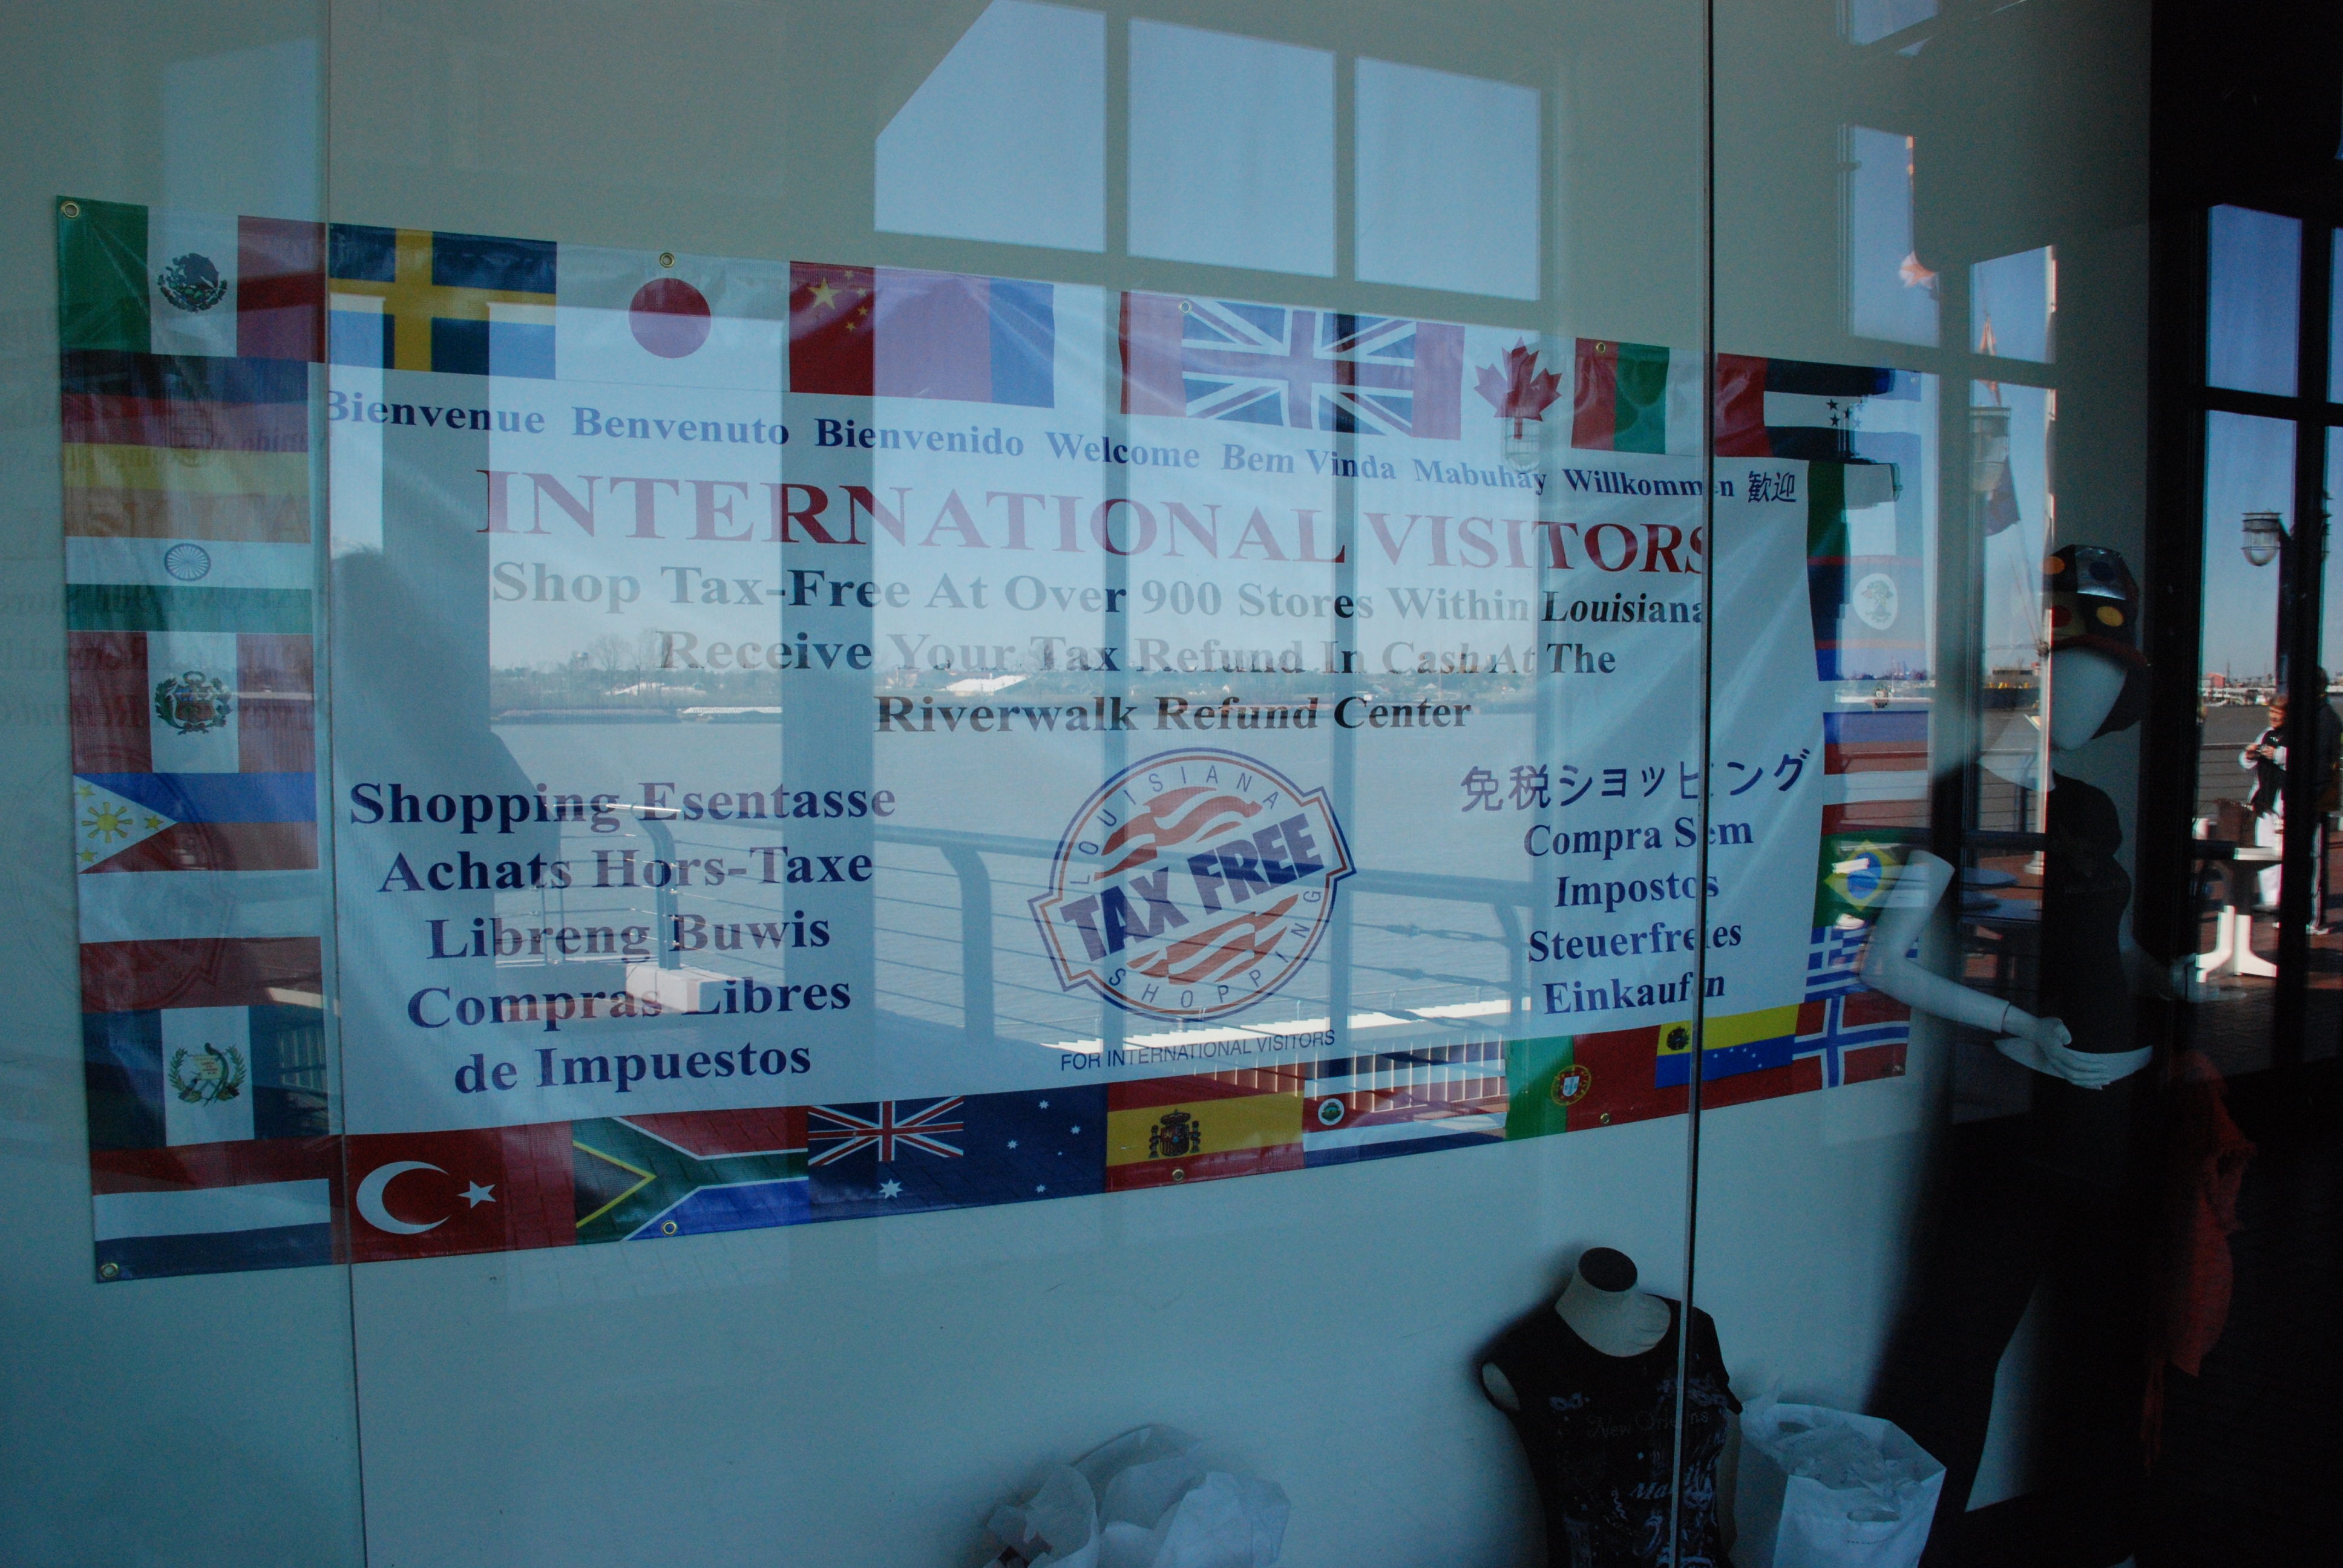 Bienvenue Benvenuto Bienvenido Welcome Bem Vinda Mabuhay Willkommen 歓迎
INTERNATIONAL VISITORS
Shop Tax-Free At Over 900 Stores Within Louisiana
Receive Your Tax Refund In Cash At The
Riverwalk Refund Center
Shopping Esentasse
Achats Hors-Taxe
Libreng Buwis
Compras Libres
de Impuestos
LOUISIANA
TAX FREE
SHOPPING
FOR INTERNATIONAL VISITORS
免税ショッピング
Compra Sem
Impostos
Steuerfreies
Einkaufen
New Orleans